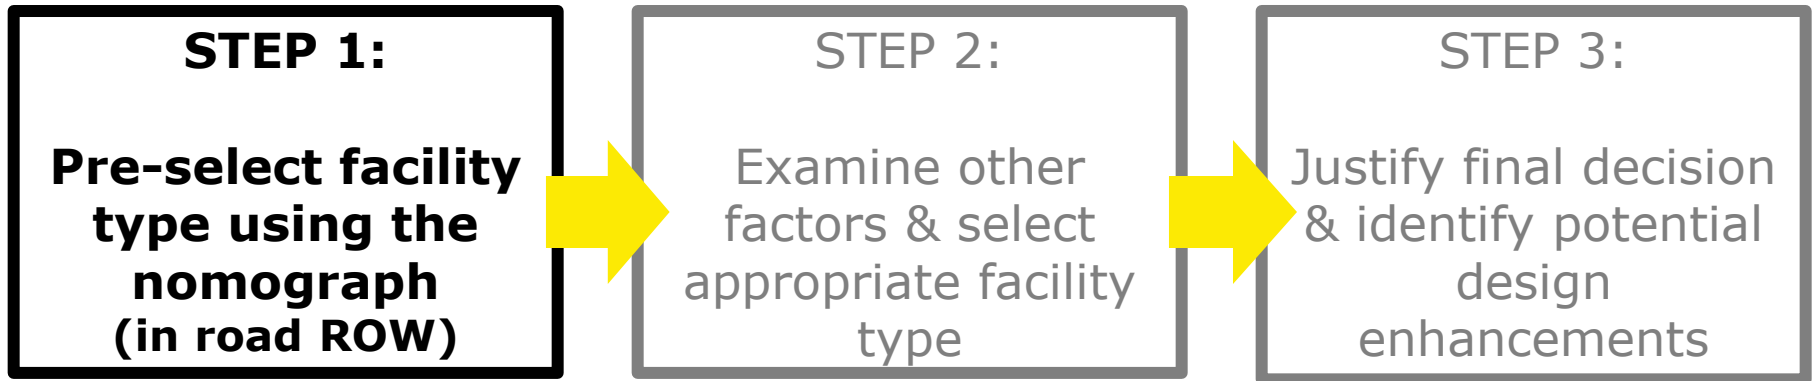 STEP 1:
Pre-select facility
type using the
nomograph
(in road ROW)
STEP 2:
Examine other
factors & select
appropriate facility
type
STEP 3:
Justify final decision
& identify potential
design
enhancements